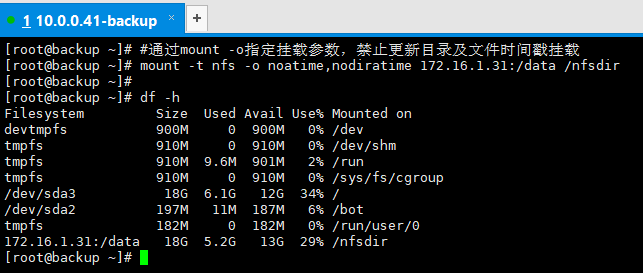 1 10.0.0.41-backup × +
[root@backup ~]# #通过mount -o指定挂载参数，禁止更新目录及文件时间戳挂载
[root@backup ~]# mount -t nfs -o noatime,nodiratime 172.16.1.31:/data /nfsdir
[root@backup ~]#
[root@backup ~]# df -h
Filesystem Size Used Avail Use% Mounted on
devtmpfs 900M 0 900M 0% /dev
tmpfs 910M 0 910M 0% /dev/shm
tmpfs 910M 9.6M 901M 2% /run
tmpfs 910M 0 910M 0% /sys/fs/cgroup
/dev/sda3 18G 6.1G 12G 34% /
/dev/sda2 197M 11M 187M 6% /bot
tmpfs 182M 0 182M 0% /run/user/0
172.16.1.31:/data 18G 5.2G 13G 29% /nfsdir
[root@backup ~]#